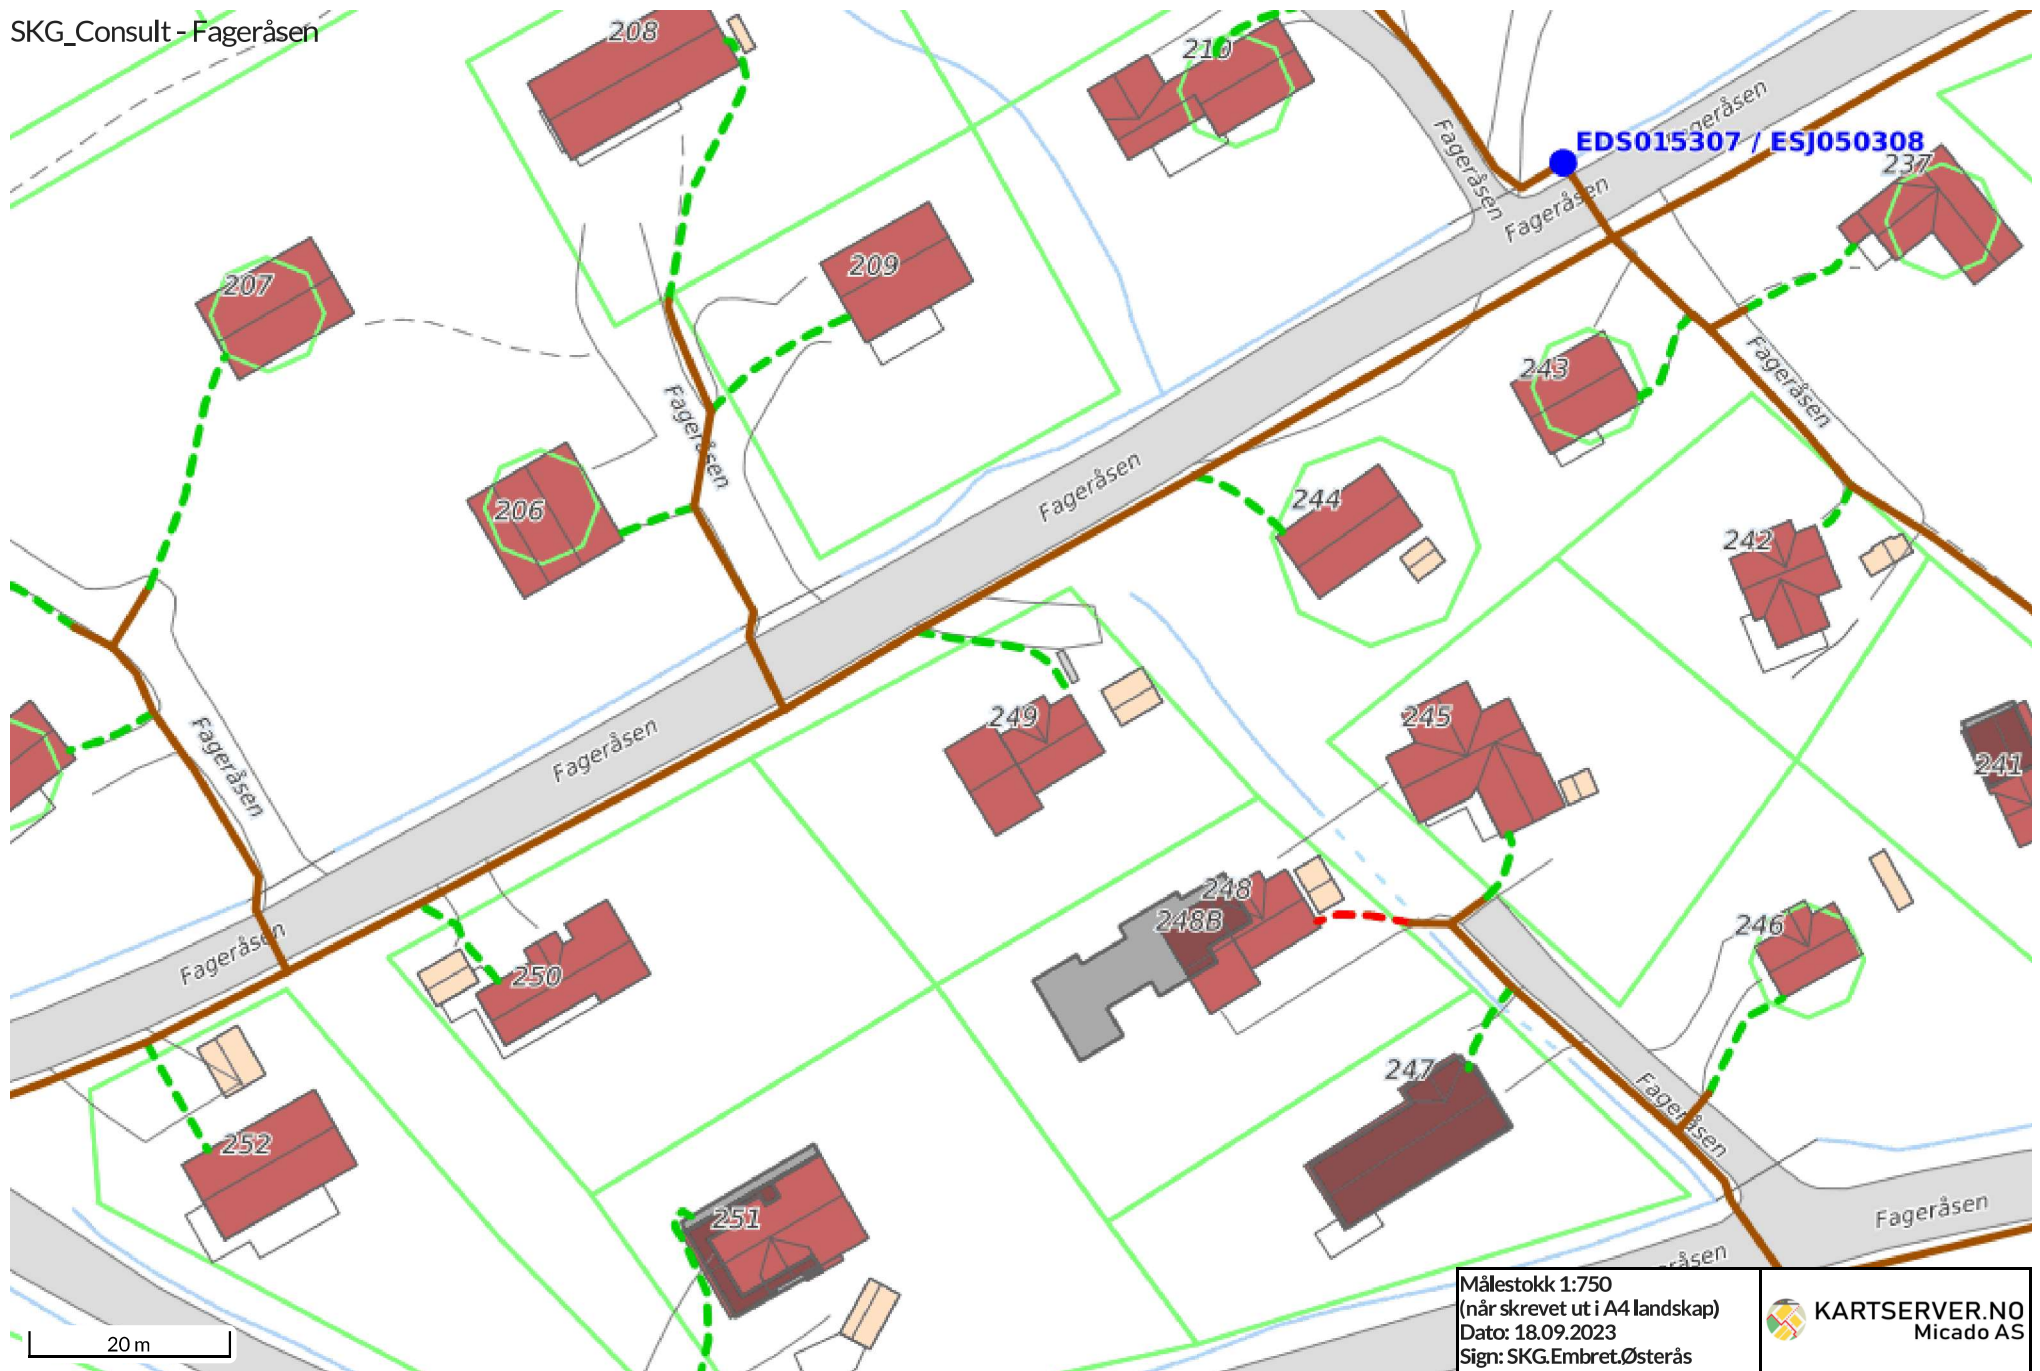 SKG_Consult - Fageråsen
208
210
Fageråsen
EDS015307 / ESJ050308
237
Fageråsen
Fageråsen
209
207
243
Fageråsen
Fageråsen
206
Fageråsen
244
242
249
245
Fageråsen
Fageråsen
241
248
248B
246
Fageråsen
250
247
Fageråsen
252
251
Fageråsen
råsen
Målestokk 1:750
(når skrevet ut i A4 landskap)
Dato: 18.09.2023
Sign: SKG.Embret.Østerås
KARTSERVER.NO
Micado AS
20 m